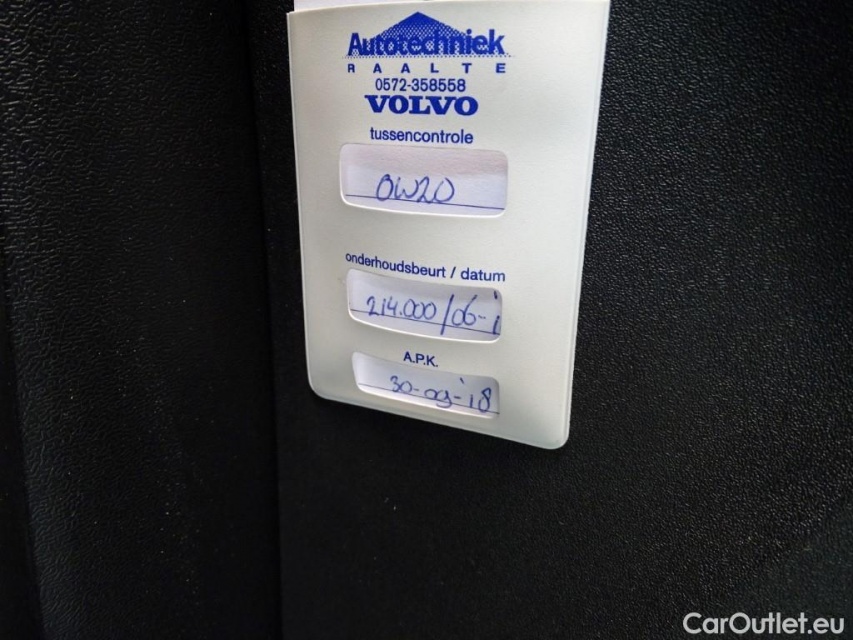 Autotechniek
RAALTE
0572-358558
VOLVO
tussencontrole
0W20
onderhoudsbeurt / datum
214.000/06-
A.P.K.
30-09-'18
CarOutlet.eu